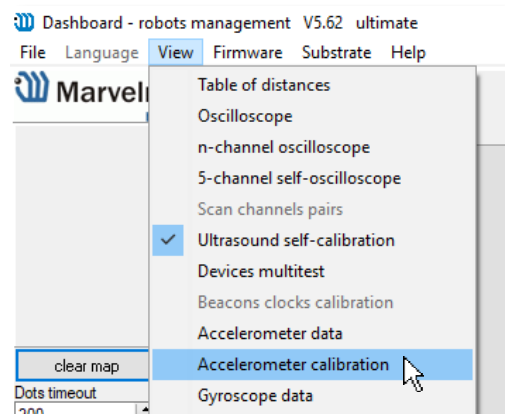 Dashboard - robots management V5.62 ultimate
File Language View Firmware Substrate Help
Table of distances
Oscilloscope
n-channel oscilloscope
5-channel self-oscilloscope
Scan channels pairs
Ultrasound self-calibration
Devices multitest
Beacons clocks calibration
Accelerometer data
Accelerometer calibration
Gyroscope data
clear map
Dots timeout